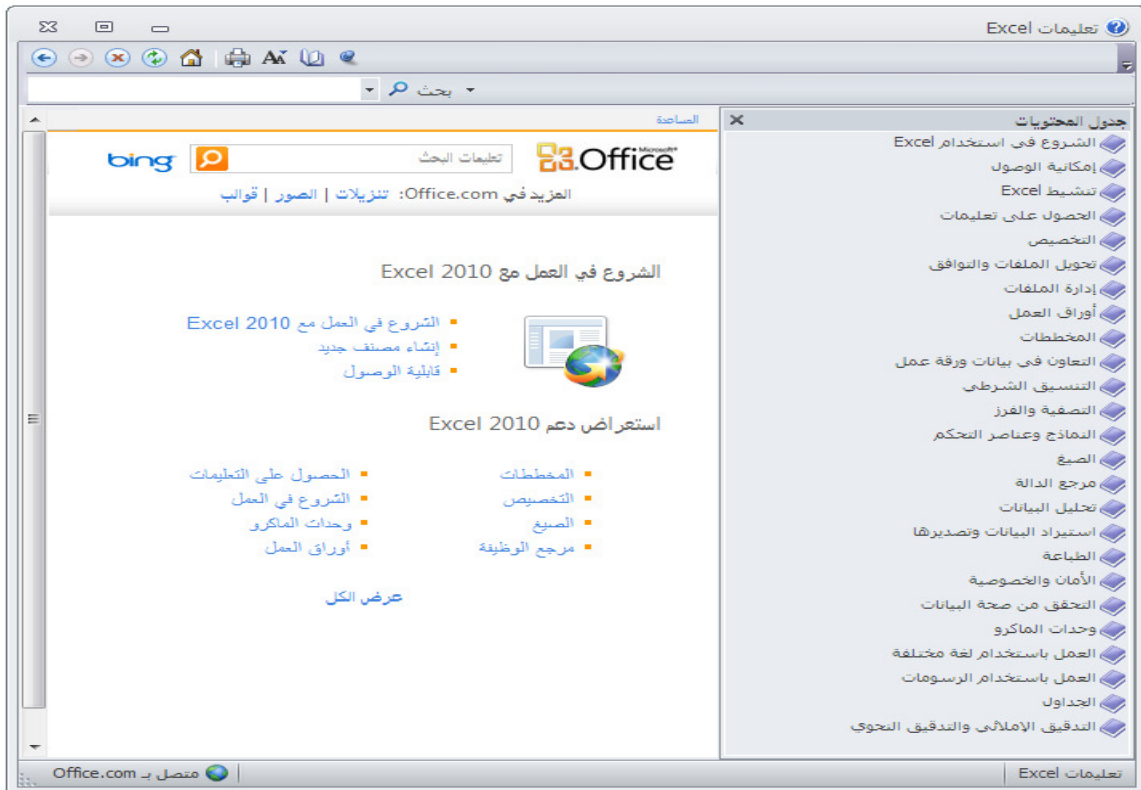 تعليمات Excel
بحث
جدول المحتويات
الشروع في استخدام Excel
إمكانية الوصول
تنشيط Excel
الحصول على تعليمات
التخصيص
تحويل الملفات والتوافق
إدارة الملفات
أوراق العمل
المخططات
التعاون في بيانات ورقة عمل
التنسيق الشرطي
التصفية والفرز
النماذج وعناصر التحكم
الصيغ
مرجع الدالة
تحليل البيانات
استيراد البيانات وتصديرها
الطباعة
الأمان والخصوصية
التحقق من صحة البيانات
وحدات الماكرو
العمل باستخدام لغة مختلفة
العمل باستخدام الرسومات
الجداول
التدقيق الإملائي والتدقيق النحوي
المساعدة
Microsoft® Office تعليمات البحث bing
المزيد في Office.com: تنزيلات | الصور | قوالب
الشروع في العمل مع Excel 2010
الشروع في العمل مع Excel 2010
إنشاء مصنف جديد
قابلية الوصول
استعراض دعم Excel 2010
المخططات الحصول على التعليمات
التخصيص الشروع في العمل
الصيغ وحدات الماكرو
مرجع الوظيفة أوراق العمل
عرض الكل
تعليمات Excel متصل بـ Office.com